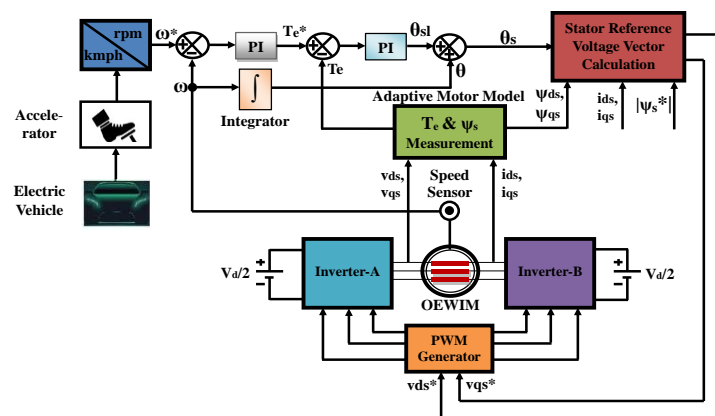 rpm
kmph
ω*
PI
Te*
Te
PI
θsl
θs
θ
ω
∫
Integrator
Stator Reference
Voltage Vector
Calculation
Accele-
rator
Adaptive Motor Model
Te & ψs
Measurement
ψds,
ψqs
ids,
iqs
|ψs*|
Electric
Vehicle
vds,
vqs
Speed
Sensor
ids,
iqs
Vd/2
+
Inverter-A
OEWIM
Inverter-B
+
Vd/2
PWM
Generator
vds*
vqs*